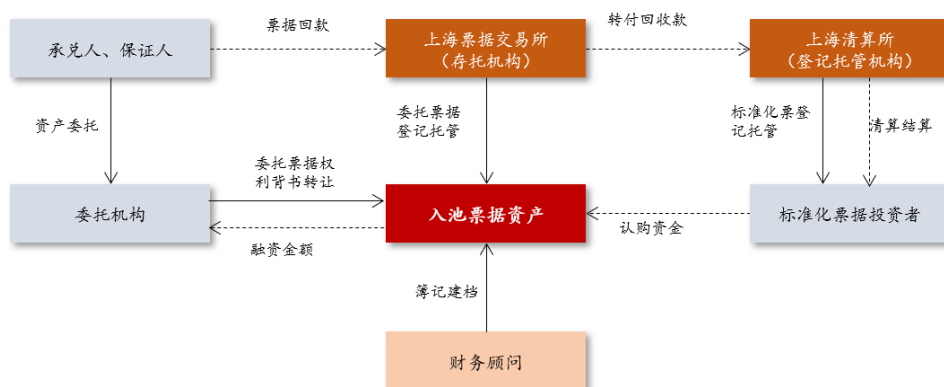 承兑人、保证人
票据回款
上海票据交易所
（存托机构）
转付回收款
上海清算所
（登记托管机构）
资产委托
委托票据
登记托管
标准化票登
记托管
清算结算
委托票据权
利背书转让
委托机构
入池票据资产
标准化票据投资者
融资金额
认购资金
簿记建档
财务顾问